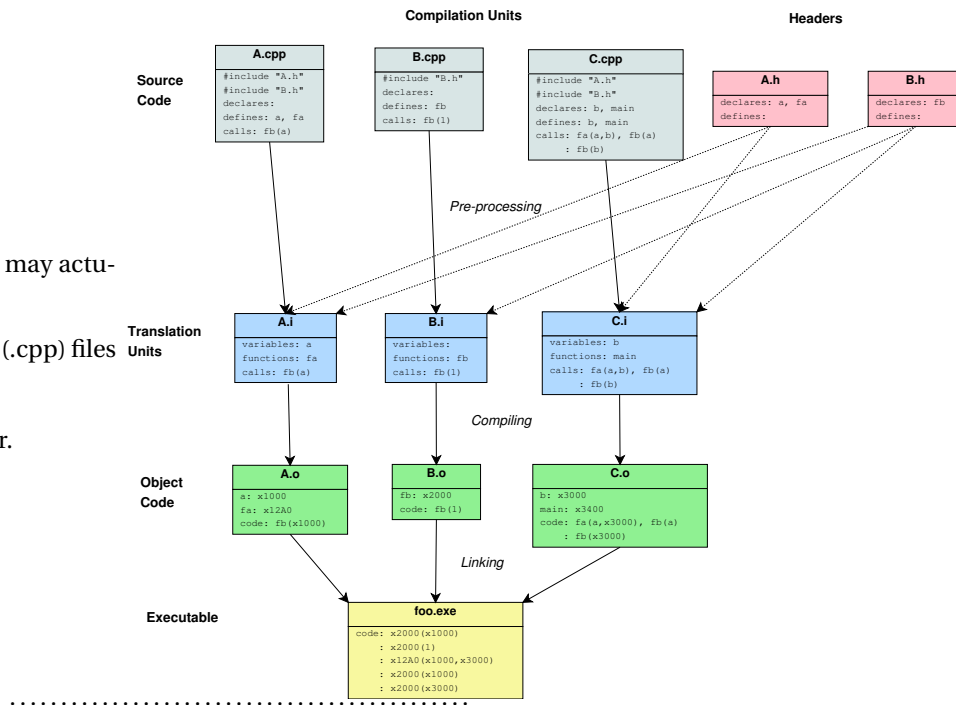 Compilation Units
Headers
Source
Code
A.cpp
#include "A.h"
#include "B.h"
declares:
defines: a, fa
calls: fb(a)
B.cpp
#include "B.h"
declares:
defines: fb
calls: fb(1)
C.cpp
#include "A.h"
#include "B.h"
declares: b, main
defines: b, main
calls: fa(a,b), fb(a)
: fb(b)
A.h
declares: a, fa
defines:
B.h
declares: fb
defines:
Pre-processing
may actu-
(.cpp) files
r.
Translation
Units
A.i
variables: a
functions: fa
calls: fb(a)
B.i
variables:
functions: fb
calls: fb(1)
C.i
variables: b
functions: main
calls: fa(a,b), fb(a)
: fb(b)
Compiling
Object
Code
A.o
a: x1000
fa: x12A0
code: fb(x1000)
B.o
fb: x2000
code: fb(1)
C.o
b: x3000
main: x3400
code: fa(a,x3000), fb(a)
: fb(x3000)
Linking
Executable
foo.exe
code: x2000(x1000)
: x2000(1)
: x12A0(x1000,x3000)
: x2000(x1000)
: x2000(x3000)